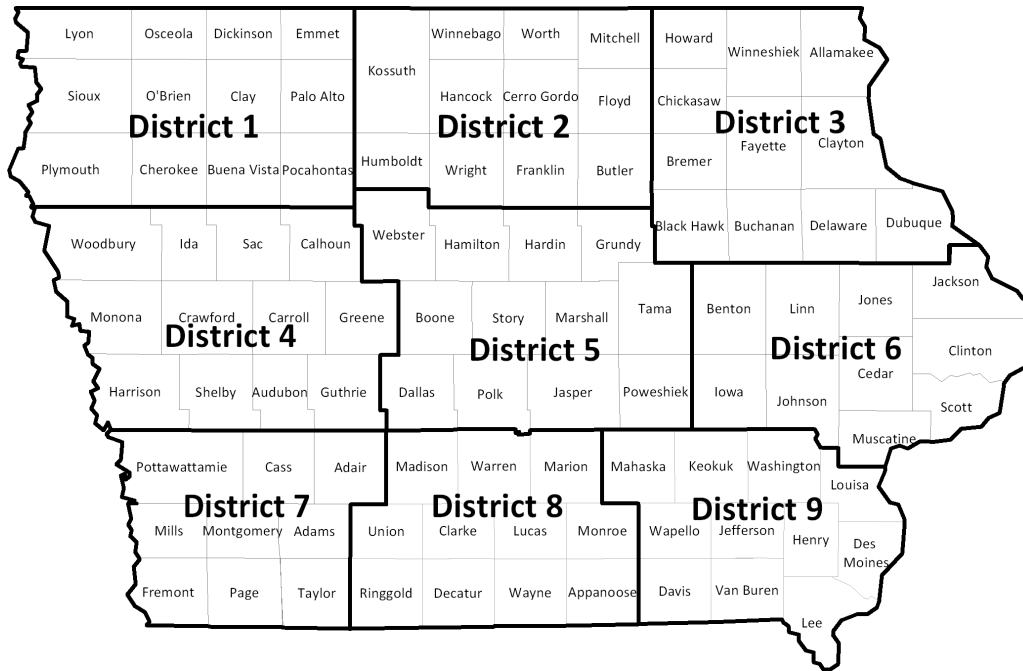 Lyon
Osceola
Dickinson
Emmet
Sioux
O'Brien
Clay
Palo Alto
District 1
Plymouth
Cherokee
Buena Vista
Pocahontas
Winnebago
Worth
Mitchell
Kossuth
Hancock
Cerro Gordo
Floyd
District 2
Humboldt
Wright
Franklin
Butler
Howard
Winneshiek
Allamakee
Chickasaw
District 3
Fayette
Clayton
Bremer
Black Hawk
Buchanan
Delaware
Dubuque
Woodbury
Ida
Sac
Calhoun
Monona
Crawford
Carroll
Greene
District 4
Harrison
Shelby
Audubon
Guthrie
Webster
Hamilton
Hardin
Grundy
Boone
Story
Marshall
Tama
District 5
Dallas
Polk
Jasper
Poweshiek
Jackson
Benton
Linn
Jones
District 6
Clinton
Cedar
Iowa
Johnson
Scott
Muscatine
Pottawattamie
Cass
Adair
District 7
Mills
Montgomery
Adams
Fremont
Page
Taylor
Madison
Warren
Marion
District 8
Union
Clarke
Lucas
Monroe
Ringgold
Decatur
Wayne
Appanoose
Mahaska
Keokuk
Washington
Louisa
District 9
Wapello
Jefferson
Henry
Des
Moines
Davis
Van Buren
Lee